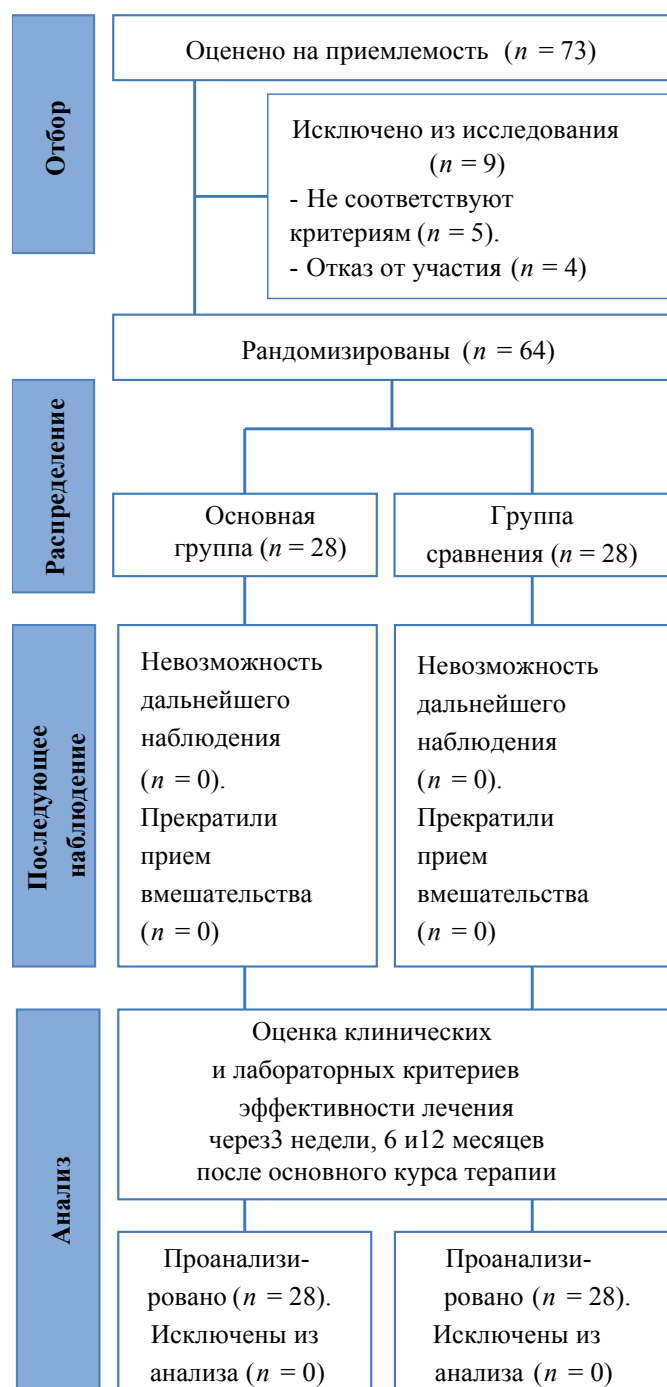 Отбор
Оценено на приемлемость (n = 73)
Исключено из исследования
(n = 9)
- Не соответствуют
критериям (n = 5).
- Отказ от участия (n = 4)
Рандомизированы (n = 64)
Распределение
Основная
группа (n = 28)
Группа
сравнения (n = 28)
Последующее
наблюдение
Невозможность
дальнейшего
наблюдения
(n = 0).
Прекратили
прием
вмешательства
(n = 0)
Невозможность
дальнейшего
наблюдения
(n = 0).
Прекратили
прием
вмешательства
(n = 0)
Анализ
Оценка клинических
и лабораторных критериев
эффективности лечения
через3 недели, 6 и12 месяцев
после основного курса терапии
Проанализи-
ровано (n = 28).
Исключены из
анализа (n = 0)
Проанализи-
ровано (n = 28).
Исключены из
анализа (n = 0)